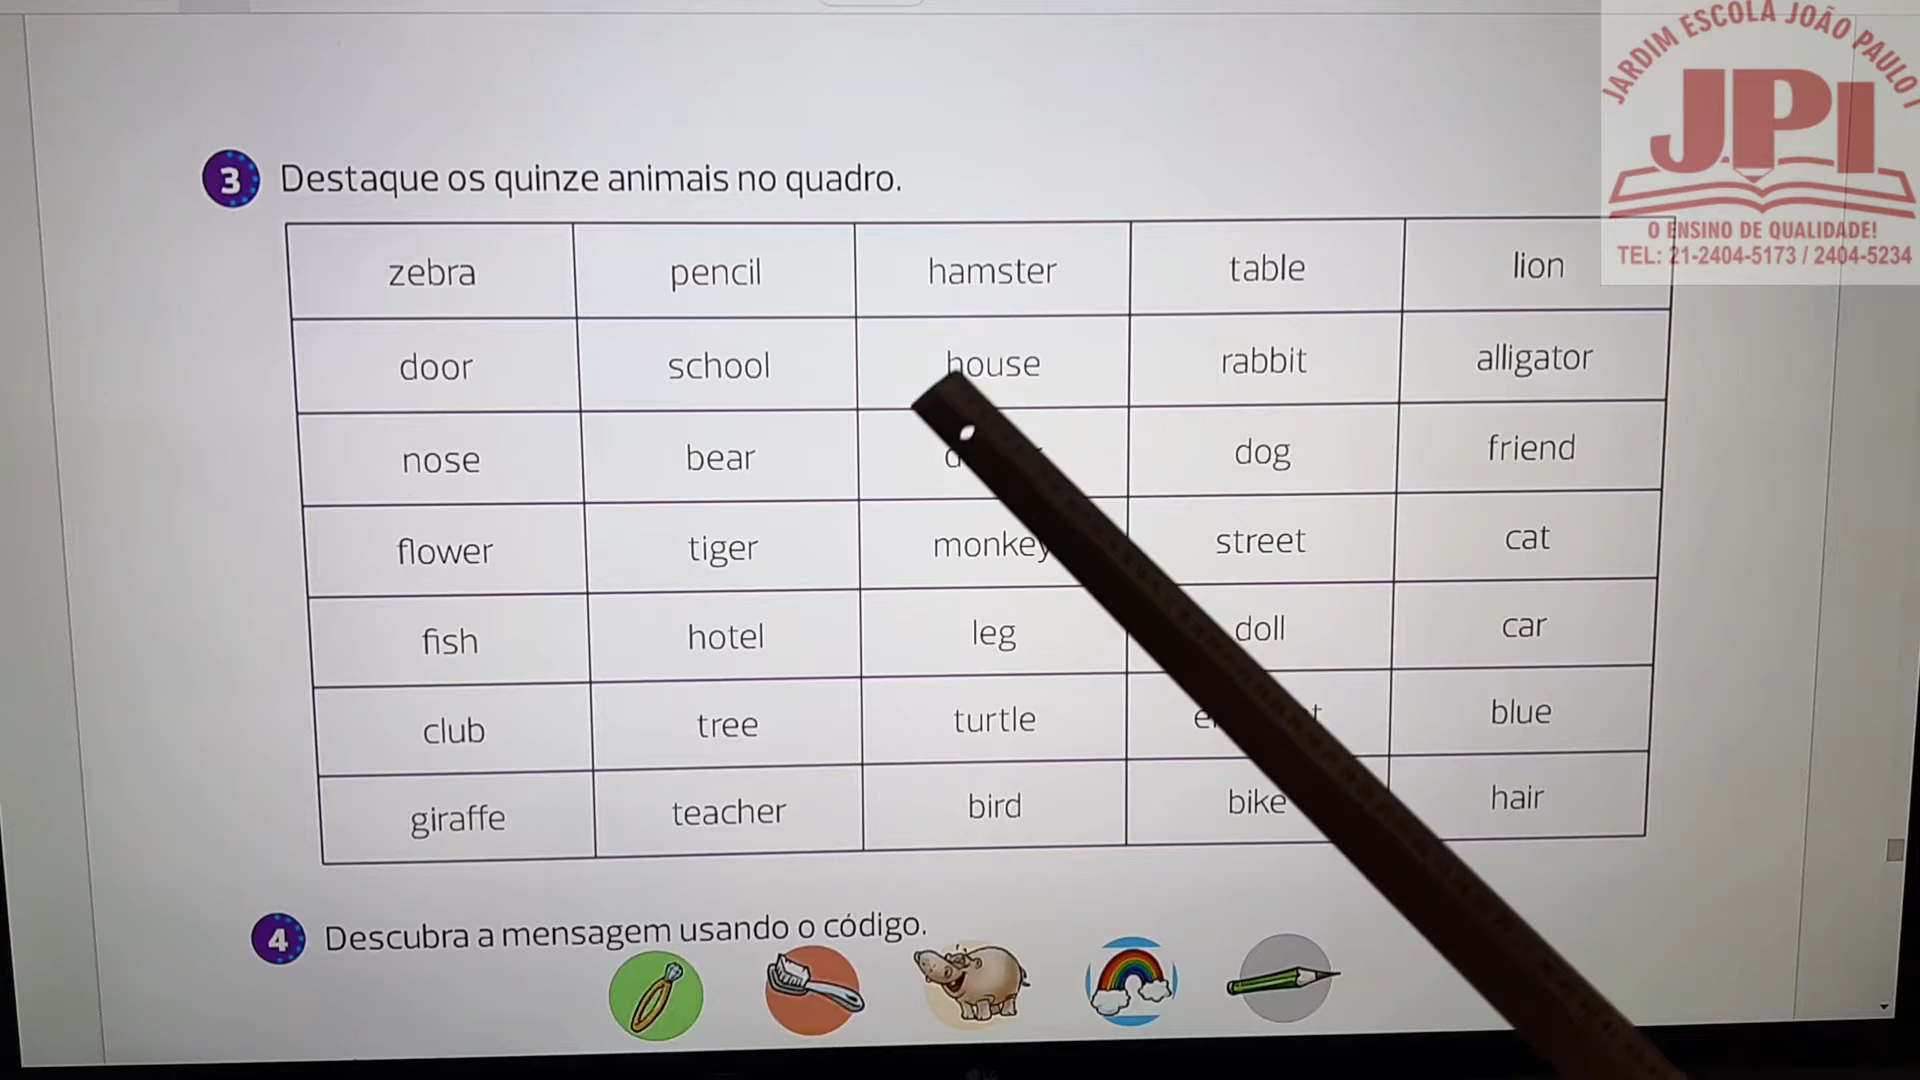 JARDIM ESCOLA JOÃO PAULO I
JPI
O ENSINO DE QUALIDADE!
TEL: 21-2404-5173 / 2404-5234
3 Destaque os quinze animais no quadro.
zebra pencil hamster table lion
door school house rabbit alligator
nose bear dog friend
flower tiger monkey street cat
fish hotel leg doll car
club tree turtle blue
giraffe teacher bird bike hair
4 Descubra a mensagem usando o código.
LG